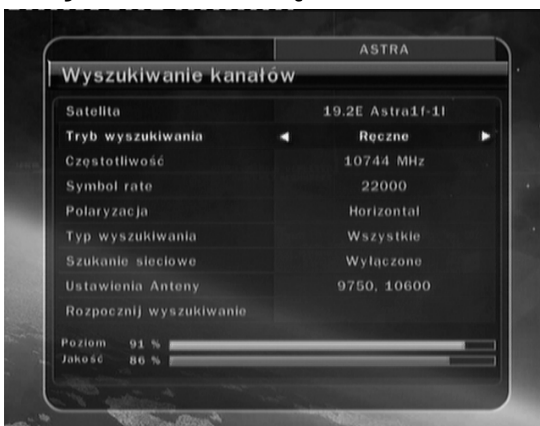 ASTRA
Wyszukiwanie kanałów
Satelita 19.2E Astra1f-1l
Tryb wyszukiwania Ręczne
Częstotliwość 10744 MHz
Symbol rate 22000
Polaryzacja Horizontal
Typ wyszukiwania Wszystkie
Szukanie sieciowe Wyłączone
Ustawienia Anteny 9750, 10600
Rozpocznij wyszukiwanie
Poziom 91 %
Jakość 86 %